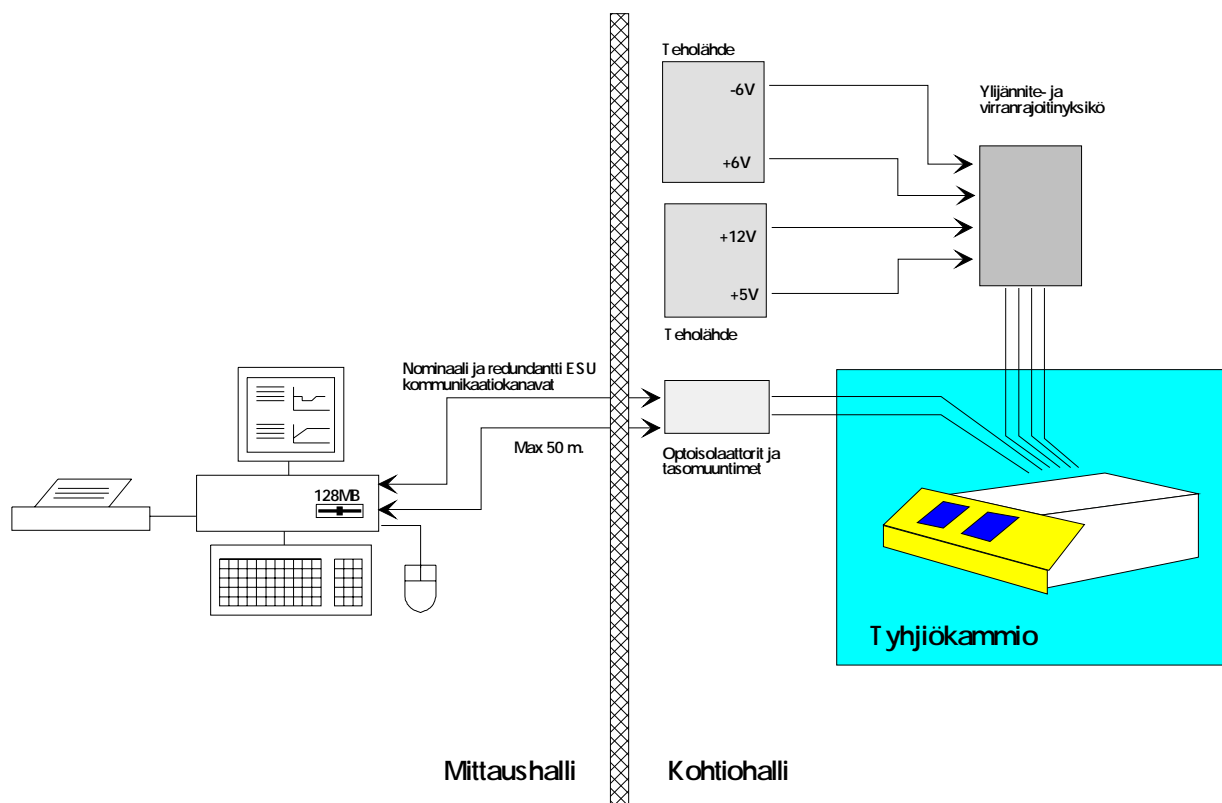 Teholähde
-6V
+6V
Ylijännite- ja
virranrajoitinyksikö
+12V
+5V
Teholähde
Nominaali ja redundantti ESU
kommunikaatiokanavat
Max 50 m.
Optoisolaattorit ja
tasomuuntimet
128MB
Tyhjiökammio
Mittaushalli
Kohtiohalli